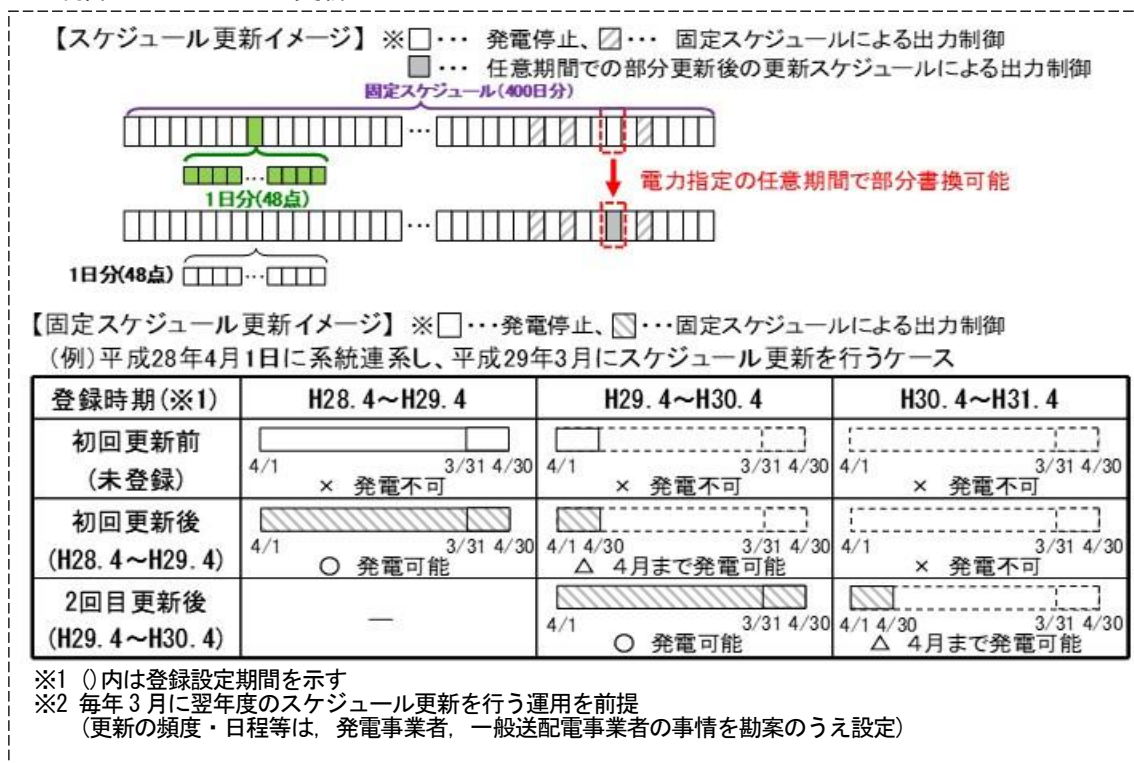 【スケジュール更新イメージ】 ※□・・・ 発電停止、▨・・・ 固定スケジュールによる出力制御
■・・・ 任意期間での部分更新後の更新スケジュールによる出力制御
固定スケジュール(400日分)
・・・
・・・
1日分(48点)
電力指定の任意期間で部分書換可能
・・・
1日分(48点)
・・・
【固定スケジュール更新イメージ】 ※□・・・発電停止、▧・・・固定スケジュールによる出力制御
(例)平成28年4月1日に系統連系し、平成29年3月にスケジュール更新を行うケース
登録時期(※1) H28.4～H29.4 H29.4～H30.4 H30.4～H31.4
初回更新前
(未登録)
4/1 3/31 4/30 4/1 3/31 4/30 4/1 3/31 4/30
× 発電不可 × 発電不可 × 発電不可
初回更新後
(H28.4～H29.4)
4/1 3/31 4/30 4/1 4/30 3/31 4/30 4/1 3/31 4/30
○ 発電可能 △ 4月まで発電可能 × 発電不可
2回目更新後
(H29.4～H30.4)
―
4/1 3/31 4/30 4/1 4/30 3/31 4/30
○ 発電可能 △ 4月まで発電可能
※1 ()内は登録設定期間を示す
※2 毎年3月に翌年度のスケジュール更新を行う運用を前提
(更新の頻度・日程等は, 発電事業者, 一般送配電事業者の事情を勘案のうえ設定)